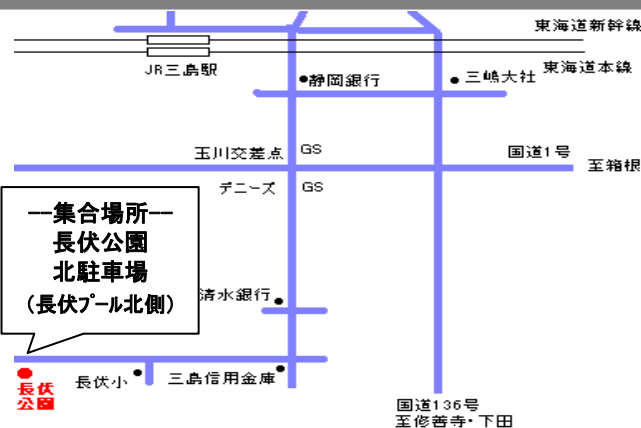 東海道新幹線
JR三島駅
東海道本線
静岡銀行
三嶋大社
玉川交差点
GS
国道1号
至箱根
デニーズ
GS
--集合場所--
長伏公園
北駐車場
(長伏プール北側)
清水銀行
長伏
公園
長伏小
三島信用金庫
国道136号
至修善寺・下田